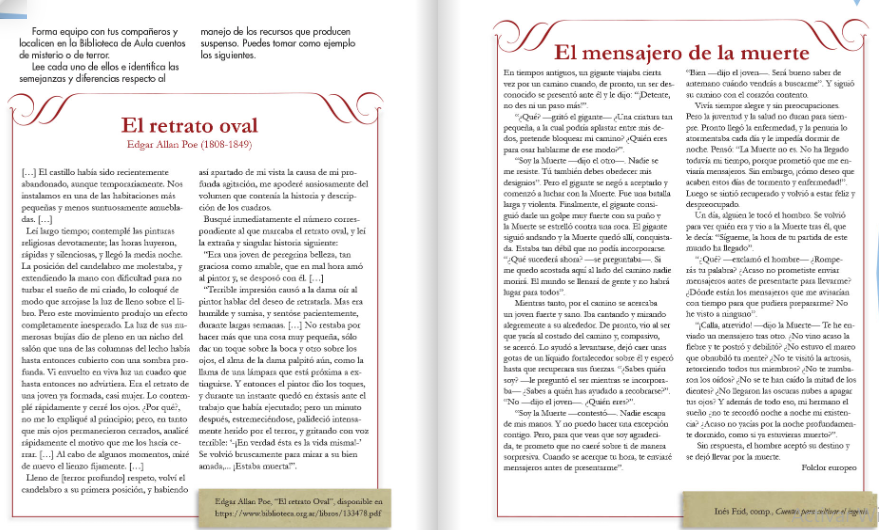 Forma equipo con tus compañeros y
localicen en la Biblioteca de Aula cuentos
de misterio o de terror.
Lee cada uno de ellos e identifica las
semejanzas y diferencias respecto al
manejo de los recursos que producen
suspenso. Puedes tomar como ejemplo
los siguientes.
El retrato oval
Edgar Allan Poe (1808-1849)
[…] El castillo había sido recientemente
abandonado, aunque temporariamente. Nos
instalamos en una de las habitaciones más
pequeñas y menos suntuosamente amuebla-
das. […]
Leí largo tiempo; contemplé las pinturas
religiosas devotamente; las horas huyeron,
rápidas y silenciosas, y llegó la media noche.
La posición del candelabro me molestaba, y
extendiendo la mano con dificultad para no
turbar el sueño de mi criado, lo coloqué de
modo que arrojase la luz de lleno sobre el li-
bro. Pero este movimiento produjo un efecto
completamente inesperado. La luz de sus nu-
merosas bujías dio de pleno en un nicho del
salón que una de las columnas del lecho había
hasta entonces cubierto con una sombra pro-
funda. Vi envuelto en viva luz un cuadro que
hasta entonces no advirtiera. Era el retrato de
una joven ya formada, casi mujer. Lo contem-
plé rápidamente y cerré los ojos. ¿Por qué?,
no me lo expliqué al principio; pero, en tanto
que mis ojos permanecieron cerrados, analicé
rápidamente el motivo que me los hacía ce-
rrar. […] Al cabo de algunos momentos, miré
de nuevo el lienzo fijamente. […]
Lleno de [terror profundo] respeto, volví el
candelabro a su primera posición, y habiendo
así apartado de mi vista la causa de mi pro-
funda agitación, me apoderé ansiosamente del
volumen que contenía la historia y descrip-
ción de los cuadros.
Busqué inmediatamente el número corres-
pondiente al que marcaba el retrato oval, y leí
la extraña y singular historia siguiente:
“Era una joven de peregrina belleza, tan
graciosa como amable, que en mal hora amó
al pintor y, se desposó con él. […]
“Terrible impresión causó a la dama oír al
pintor hablar del deseo de retratarla. Mas era
humilde y sumisa, y sentóse pacientemente,
durante largas semanas. […] No restaba por
hacer más que una cosa muy pequeña, sólo
dar un toque sobre la boca y otro sobre los
ojos, el alma de la dama palpitó aún, como la
llama de una lámpara que está próxima a ex-
tinguirse. Y entonces el pintor dio los toques,
y durante un instante quedó en éxtasis ante el
trabajo que había ejecutado; pero un minuto
después, estremeciéndose, palideció intensa-
mente herido por el terror, y gritando con voz
terrible: ‘-¡En verdad ésta es la vida misma!-’
Se volvió bruscamente para mirar a su bien
amada,... ¡Estaba muerta!”.
Edgar Allan Poe, “El retrato Oval”, disponible en
https://www.biblioteca.org.ar/libros/133478.pdf
El mensajero de la muerte
En tiempos antiguos, un gigante viajaba cierta
vez por un camino cuando, de pronto, un ser des-
conocido se presentó ante él y le dijo: “¡Detente,
no des ni un paso más!”.
“¿Qué? —gritó el gigante— ¿Una criatura tan
pequeña, a la cual podría aplastar entre mis de-
dos, pretende bloquear mi camino? ¿Quién eres
para osar hablarme de ese modo?”.
“Soy la Muerte —dijo el otro—. Nadie se
me resiste. Tú también debes obedecer mis
designios”. Pero el gigante se negó a aceptarlo y
comenzó a luchar con la Muerte. Fue una batalla
larga y violenta. Finalmente, el gigante consi-
guió darle un golpe muy fuerte con su puño y
la Muerte se estrelló contra una roca. El gigante
siguió andando y la Muerte quedó allí, conquista-
da. Estaba tan débil que no podía incorporarse.
“¿Qué sucederá ahora? —se preguntaba—. Si
me quedo acostada aquí al lado del camino nadie
morirá. El mundo se llenará de gente y no habrá
lugar para todos”.
Mientras tanto, por el camino se acercaba
un joven fuerte y sano. Iba cantando y mirando
alegremente a su alrededor. De pronto, vio al ser
que yacía al costado del camino y, compasivo,
se acercó. Lo ayudó a levantarse, dejó caer unas
gotas de un líquido fortalecedor sobre él y esperó
hasta que recuperara sus fuerzas. “¿Sabes quién
soy? —le preguntó el ser mientras se incorpora-
ba— ¿Sabes a quién has ayudado a recobrarse?”.
“No —dijo el joven—. ¿Quién eres?”.
“Soy la Muerte —contestó—. Nadie escapa
de mis manos. Y no puedo hacer una excepción
contigo. Pero, para que veas que soy agradeci-
da, te prometo que no caeré sobre ti de manera
sorpresiva. Cuando se acerque tu hora, te enviaré
mensajeros antes de presentarme”.
“Bien —dijo el joven—. Será bueno saber de
antemano cuándo vendrás a buscarme”. Y siguió
su camino con el corazón contento.
Vivía siempre alegre y sin preocupaciones.
Pero la juventud y la salud no duran para siem-
pre. Pronto llegó la enfermedad, y la penuria lo
atormentaba cada día y le impedía dormir de
noche. Pensó: “La Muerte no es. No ha llegado
todavía mi tiempo, porque prometió que me en-
viaría mensajeros. Sin embargo, ¡cómo deseo que
acaben estos días de tormento y enfermedad!”.
Luego se sintió recuperado y volvió a estar feliz y
despreocupado.
Un día, alguien le tocó el hombro. Se volvió
para ver quién era y vio a la Muerte tras él, que
le decía: “Sígueme, la hora de tu partida de este
mundo ha llegado”.
“¿Qué? —exclamó el hombre— ¿Rompe-
rás tu palabra? ¿Acaso no prometiste enviar
mensajeros antes de presentarte para llevarme?
¿Dónde están los mensajeros que me avisarían
con tiempo para que pudiera prepararme? No
he visto a ninguno”.
“¡Calla, atrevido! —dijo la Muerte— Te he en-
viado un mensajero tras otro. ¿No vino acaso la
fiebre y te postró y debilitó? ¿No estuvo el mareo
que obnubiló tu mente? ¿No te visitó la artrosis,
retorciendo todos tus miembros? ¿No te zumba-
ron los oídos? ¿No se te han caído la mitad de los
dientes? ¿No llegaron las oscuras nubes a apagar
tus ojos? Y además de todo eso, mi hermano el
sueño ¿no te recordó noche a noche mi existen-
cia? ¿Acaso no yacías por la noche profundamen-
te dormido, como si ya estuvieras muerto?”.
Sin respuesta, el hombre aceptó su destino y
se dejó llevar por la muerte.
Folclor europeo
Inés Frid, comp., Cuentos para cultivar el ingenio.